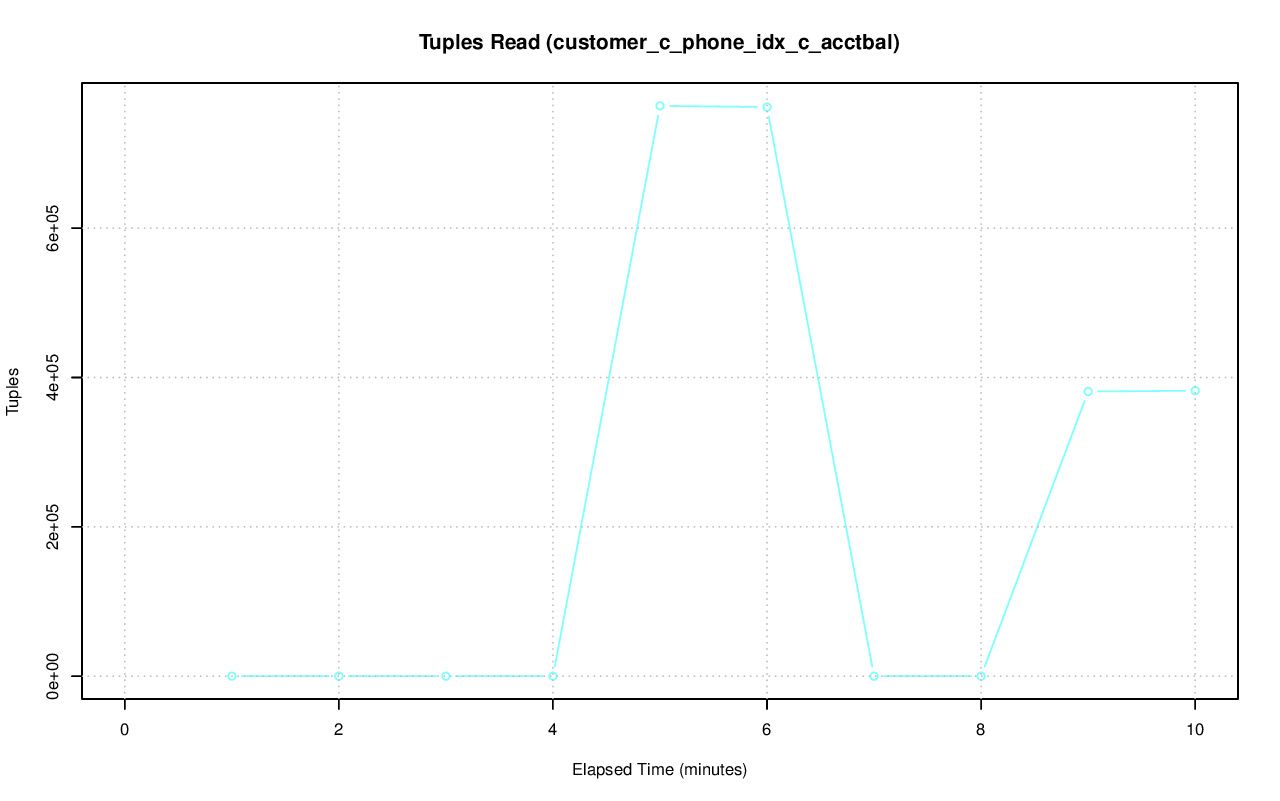 Tuples Read (customer_c_phone_idx_c_acctbal)
Tuples
6e+05
4e+05
2e+05
0e+00
0 2 4 6 8 10
Elapsed Time (minutes)